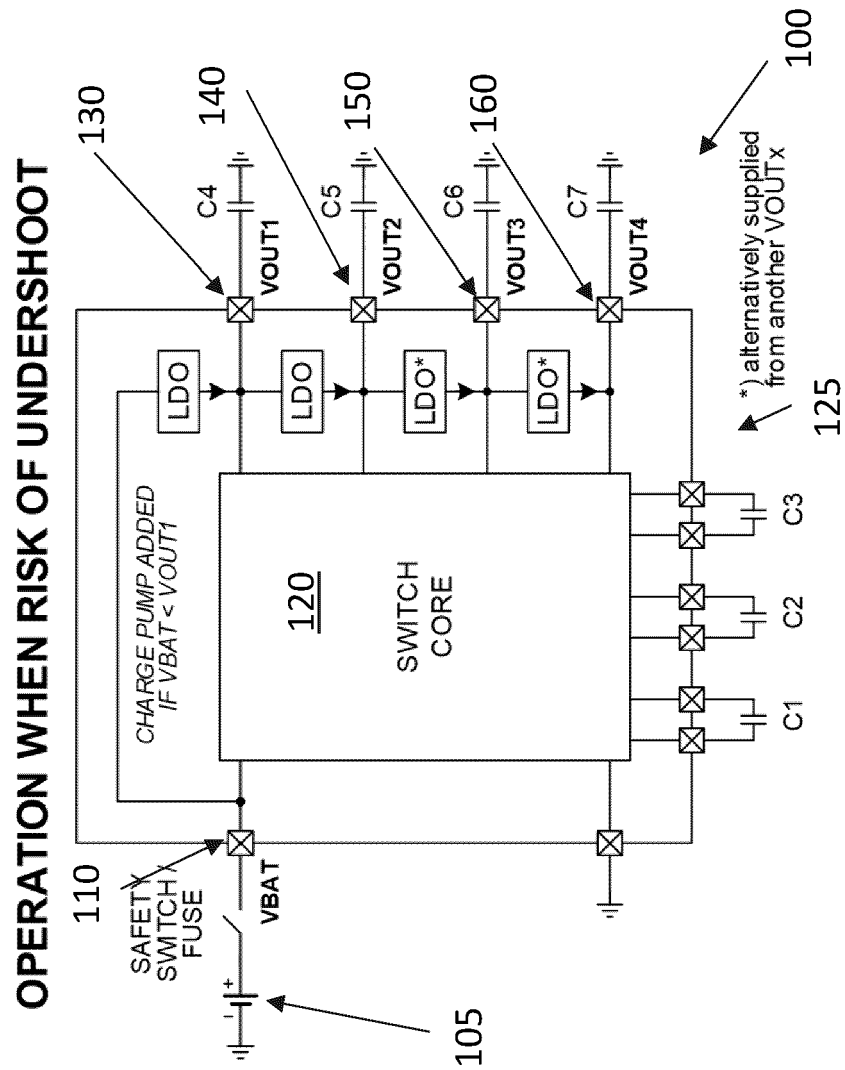 OPERATION WHEN RISK OF UNDERSHOOT
110
SAFETY
SWITCH /
FUSE
VBAT
105
CHARGE PUMP ADDED
IF VBAT < VOUT1
120
SWITCH
CORE
LDO
LDO
LDO*
LDO*
130
140
150
160
C4
VOUT1
C5
VOUT2
C6
VOUT3
C7
VOUT4
C1
C2
C3
*) alternatively supplied
from another VOUTx
100
125
+
-